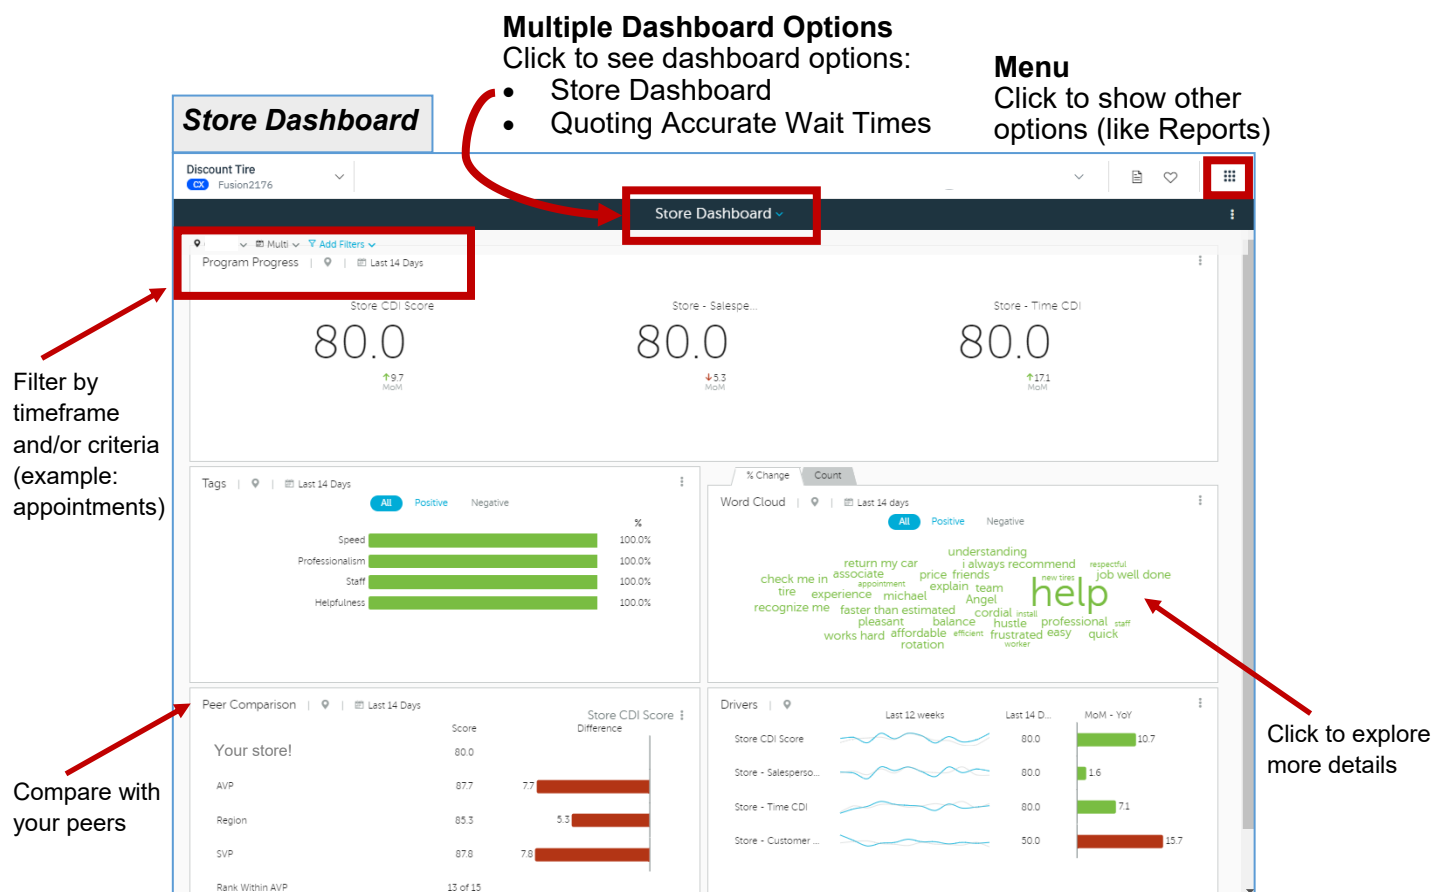 Multiple Dashboard Options
Click to see dashboard options:
• Store Dashboard
• Quoting Accurate Wait Times
Menu
Click to show other
options (like Reports)
Store Dashboard
Discount Tire
CX Fusion2176
Store Dashboard
Multi
Add Filters
Program Progress | | Last 14 Days
Store CDI Score
80.0
9.7
MoM
Store - Salespe...
80.0
5.3
MoM
Store - Time CDI
80.0
17.1
MoM
Filter by
timeframe
and/or criteria
(example:
appointments)
Tags | | Last 14 Days
All Positive Negative
%
Speed 100.0%
Professionalism 100.0%
Staff 100.0%
Helpfulness 100.0%
% Change Count
Word Cloud | | Last 14 days
All Positive Negative
understanding
return my car i always recommend respectful
check me in associate price friends new tires job well done
appointment explain team help
tire experience michael Angel
recognize me faster than estimated cordial install
pleasant balance hustle professional staff
works hard affordable efficient frustrated easy quick
rotation worker
Peer Comparison | | Last 14 Days
Store CDI Score
Score Difference
Your store! 80.0
AVP 87.7 7.7
Region 85.3 5.3
SVP 87.8 7.8
Rank Within AVP 13 of 15
Drivers |
Last 12 weeks Last 14 D... MoM - YoY
Store CDI Score 80.0 10.7
Store - Salesperso... 80.0 1.6
Store - Time CDI 80.0 7.1
Store - Customer ... 50.0 15.7
Compare with
your peers
Click to explore
more details